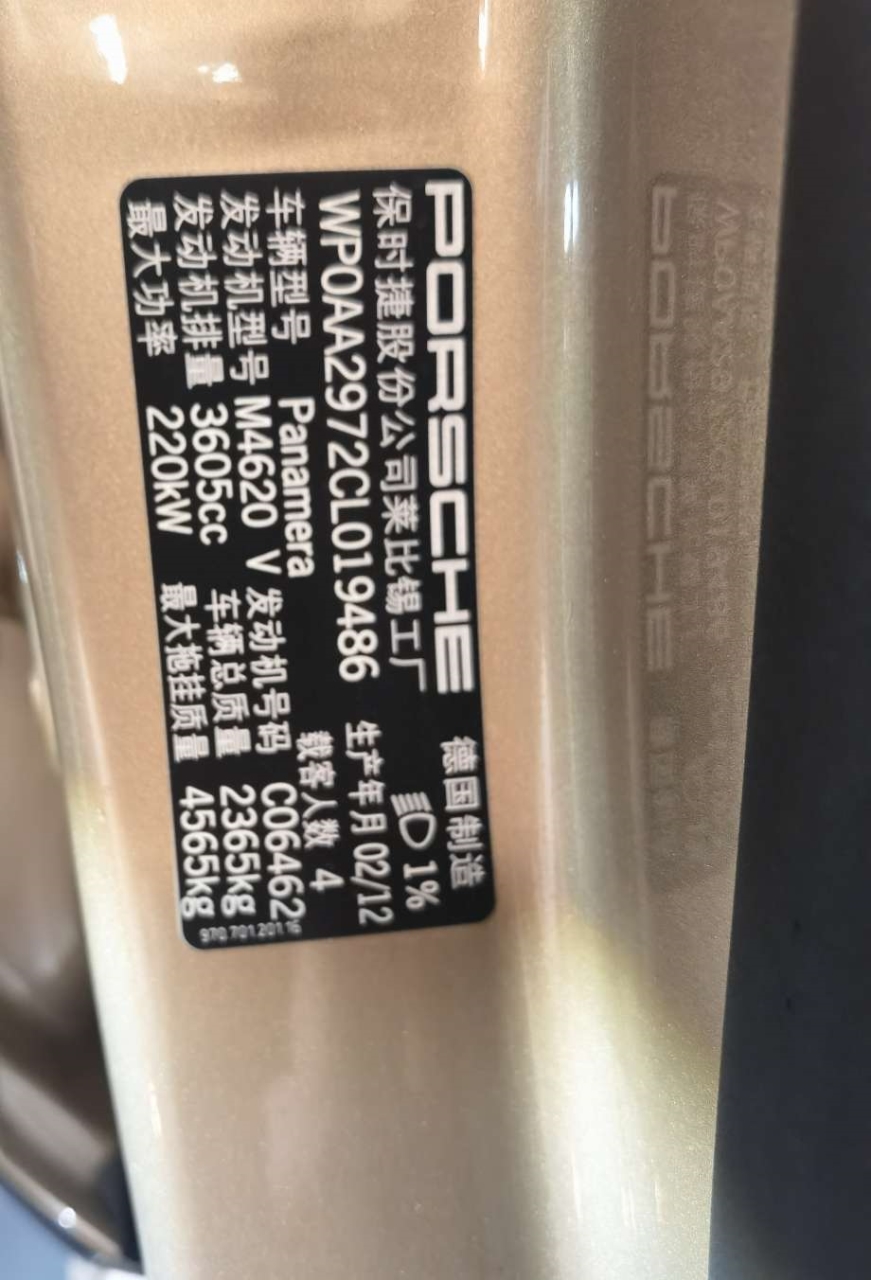 PORSCHE 德国制造
保时捷股份公司莱比锡工厂 1%
WP0AA2972CL019486 生产年月 02/12
车辆型号 Panamera 载客人数 4
发动机型号 M4620 V 发动机号码 C06462
发动机排量 3605cc 车辆总质量 2365kg
最大功率 220kW 最大拖挂质量 4565kg
970.701.201.16